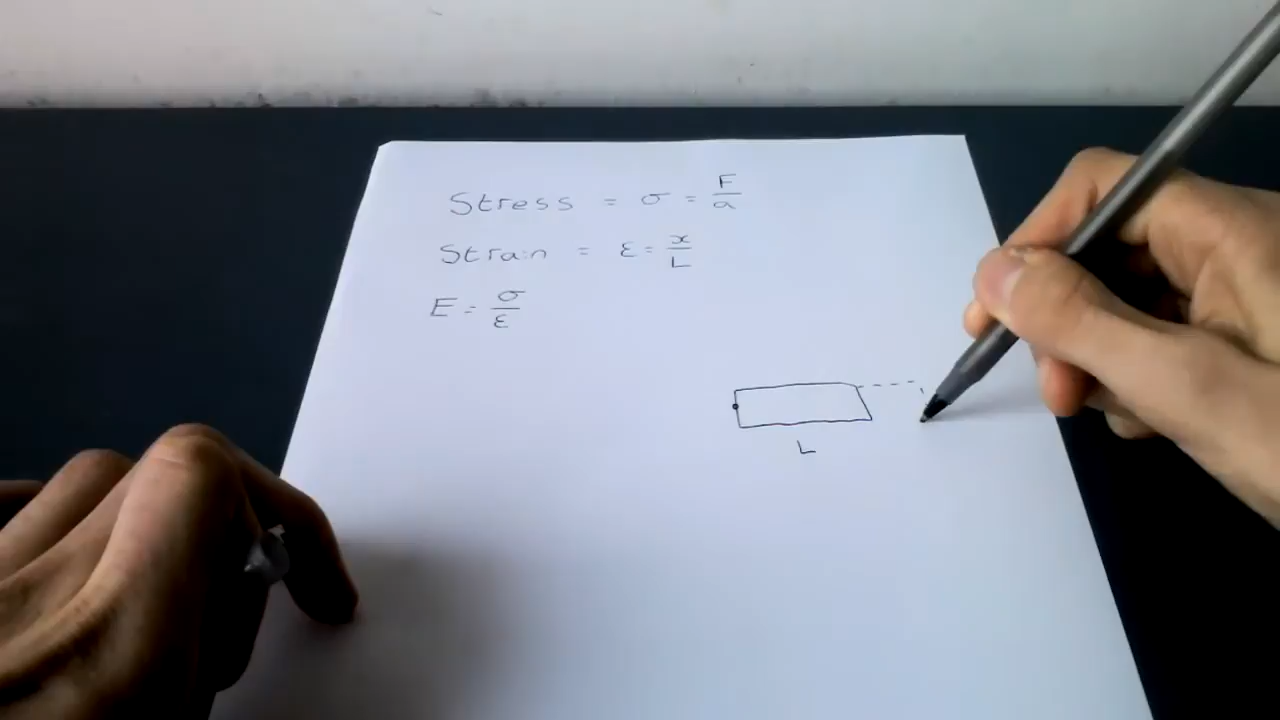 Stress = σ = F/a
Strain = ε = x/L
E = σ/ε
L